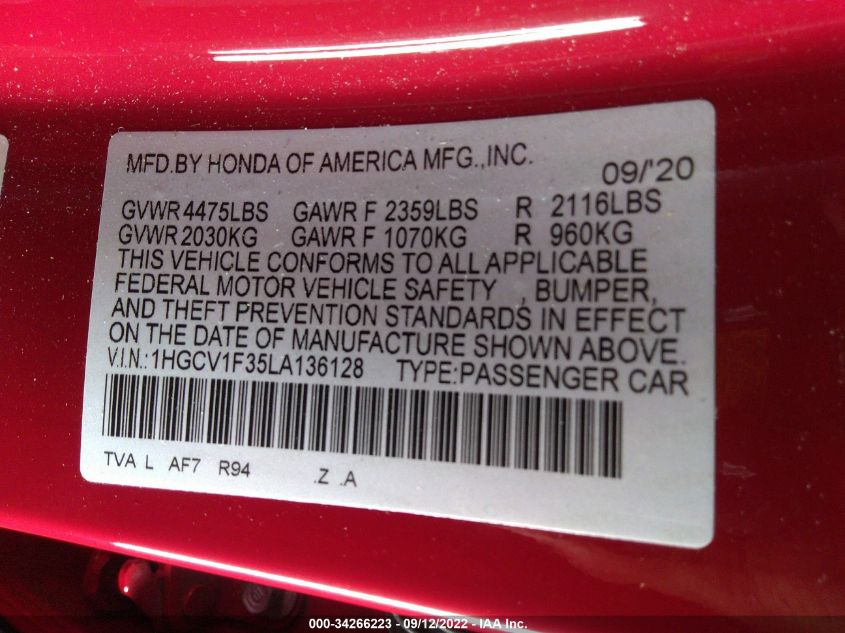 MFD.BY HONDA OF AMERICA MFG.,INC. 09/'20
GVWR 4475LBS GAWR F 2359LBS R 2116LBS
GVWR 2030KG GAWR F 1070KG R 960KG
THIS VEHICLE CONFORMS TO ALL APPLICABLE
FEDERAL MOTOR VEHICLE SAFETY , BUMPER,
AND THEFT PREVENTION STANDARDS IN EFFECT
ON THE DATE OF MANUFACTURE SHOWN ABOVE.
V.I.N.:1HGCV1F35LA136128 TYPE:PASSENGER CAR
TVA L AF7 R94 .Z .A
000-34266223 - 09/12/2022 - IAA Inc.